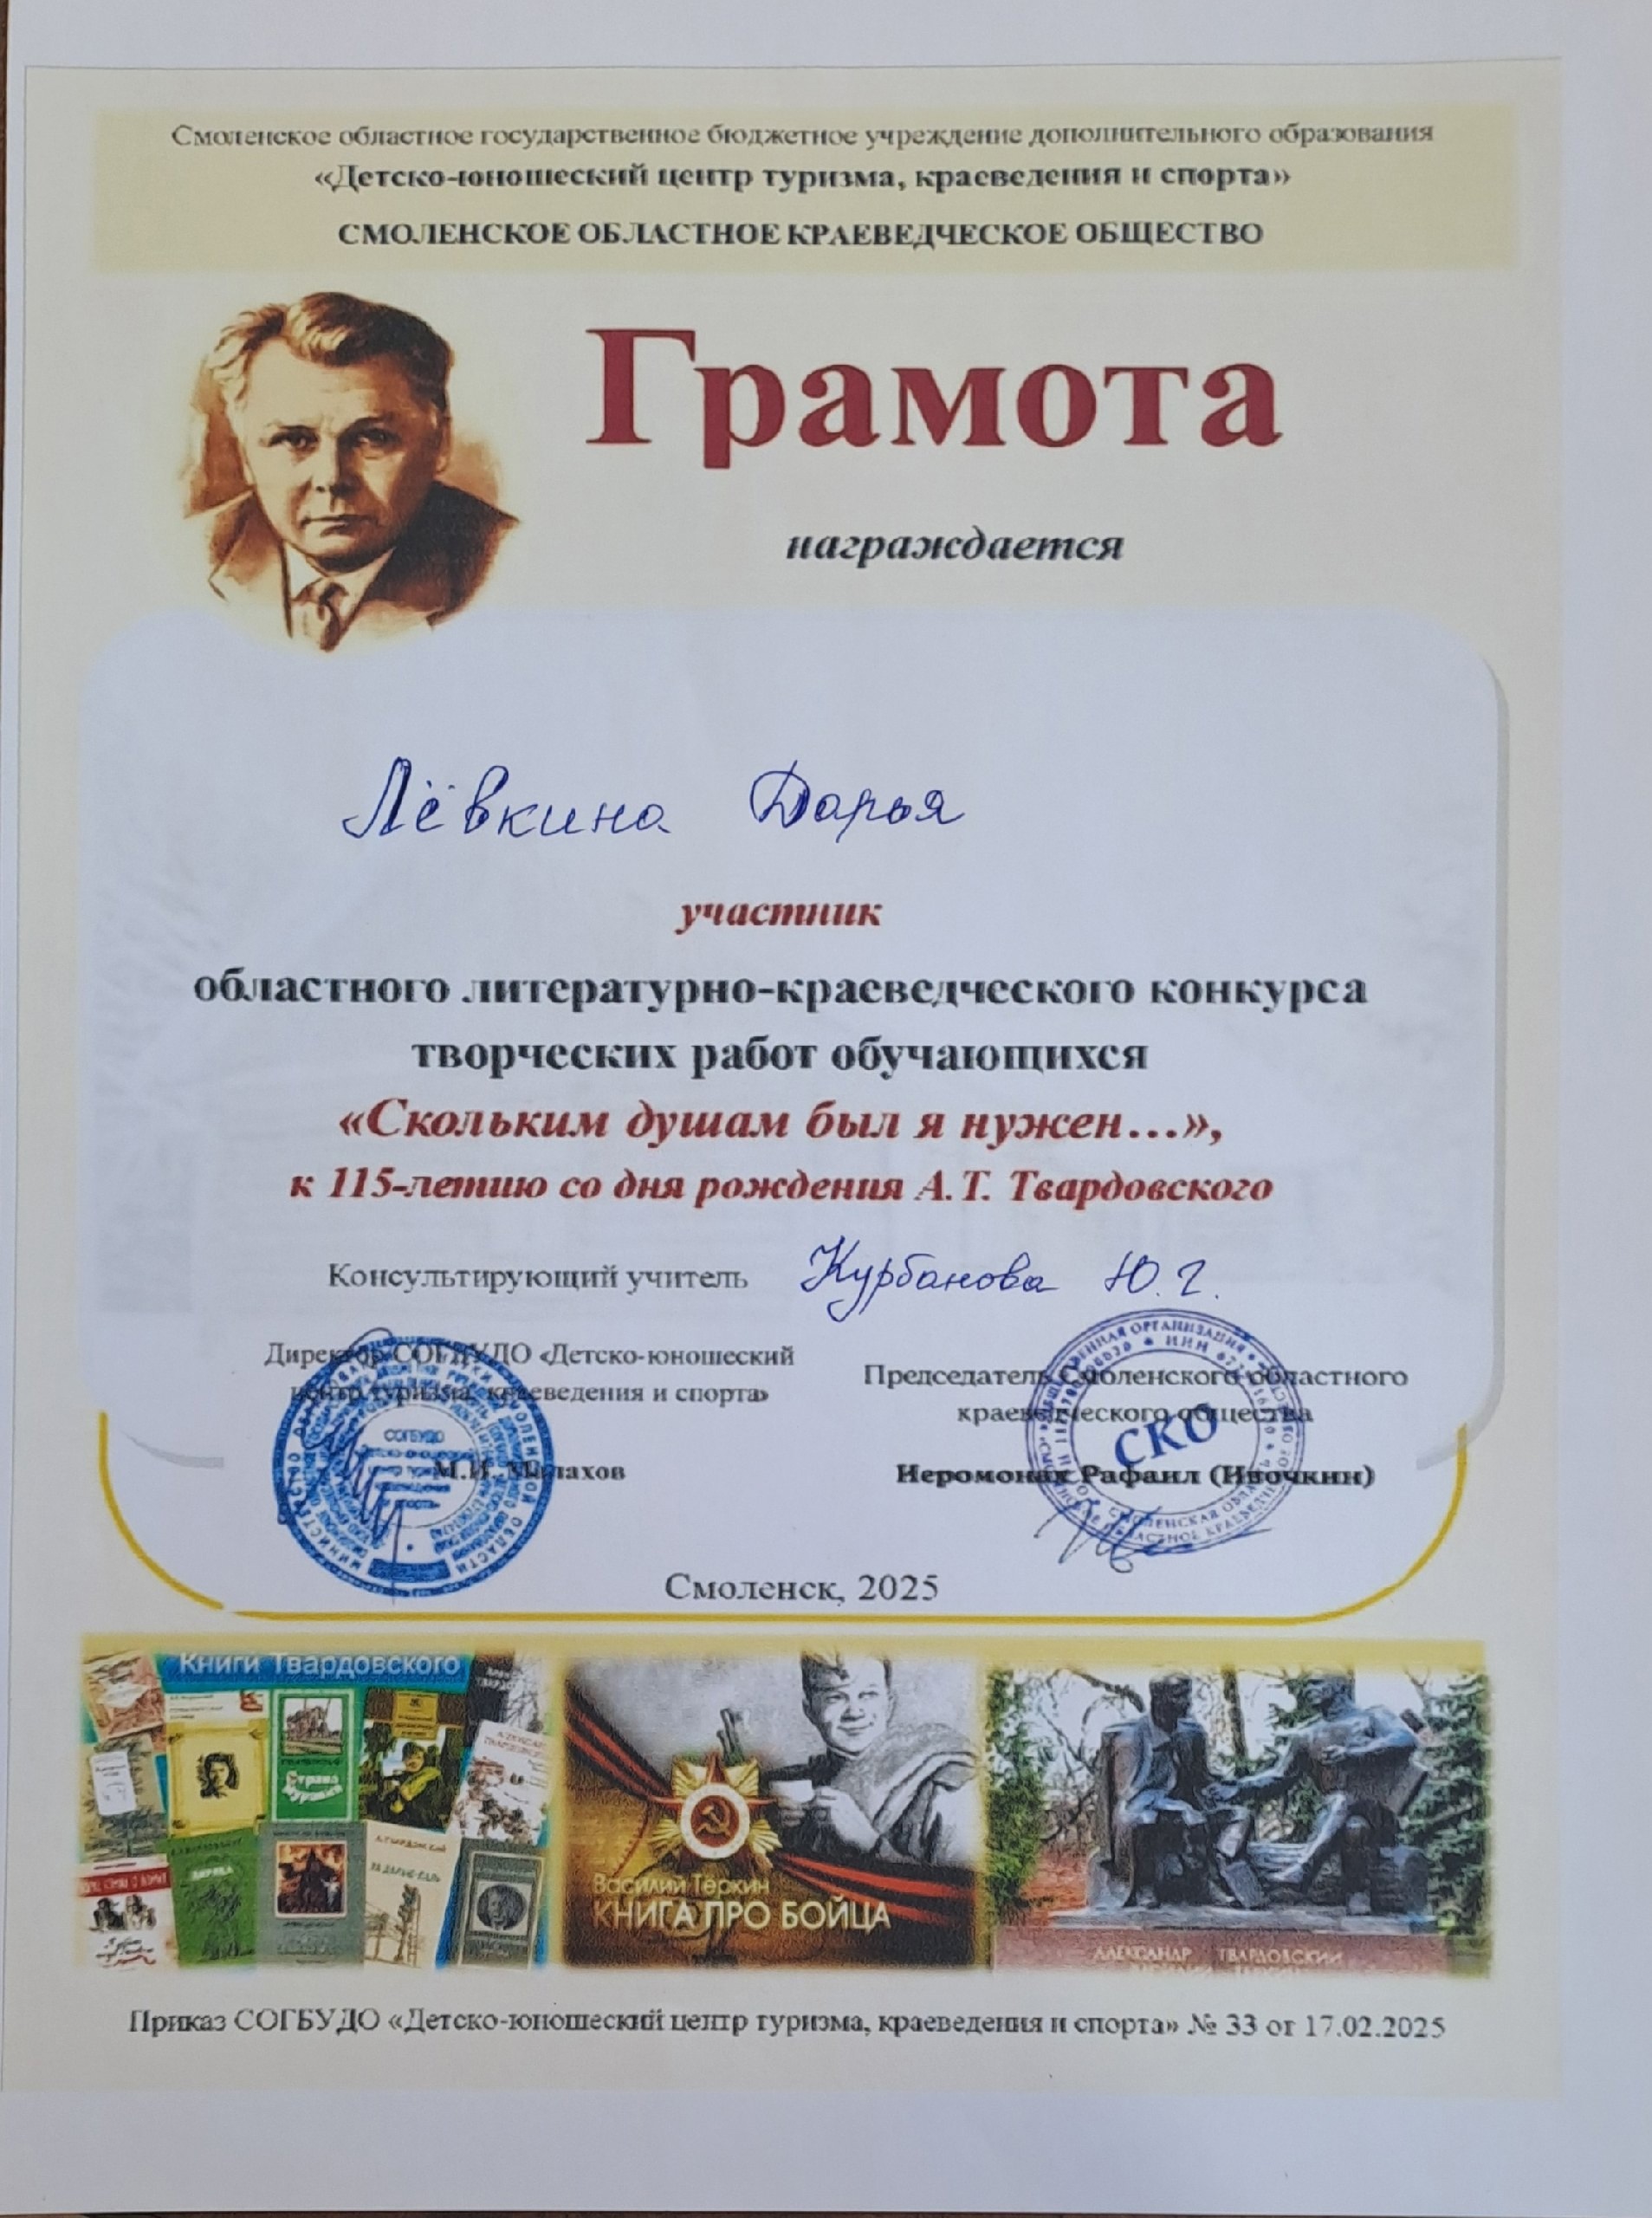 Смоленское областное государственное бюджетное учреждение дополнительного образования
«Детско-юношеский центр туризма, краеведения и спорта»
СМОЛЕНСКОЕ ОБЛАСТНОЕ КРАЕВЕДЧЕСКОЕ ОБЩЕСТВО
Грамота
награждается
Лёвкина Дарья
участник
областного литературно-краеведческого конкурса
творческих работ обучающихся
«Скольким душам был я нужен…»,
к 115-летию со дня рождения А.Т. Твардовского
Консультирующий учитель Курбанова Ю.Г.
Директор СОГБУДО «Детско-юношеский
центр туризма, краеведения и спорта»
М.И. Малахов
СОГБУДО
Председатель Смоленского областного
краеведческого общества
СКО
Иеромонах Рафаил (Ивочкин)
Смоленск, 2025
Книги Твардовского
Страна
Муравия
Василий Тёркин
КНИГА ПРО БОЙЦА
АЛЕКСАНДР ТВАРДОВСКИЙ
Приказ СОГБУДО «Детско-юношеский центр туризма, краеведения и спорта» № 33 от 17.02.2025